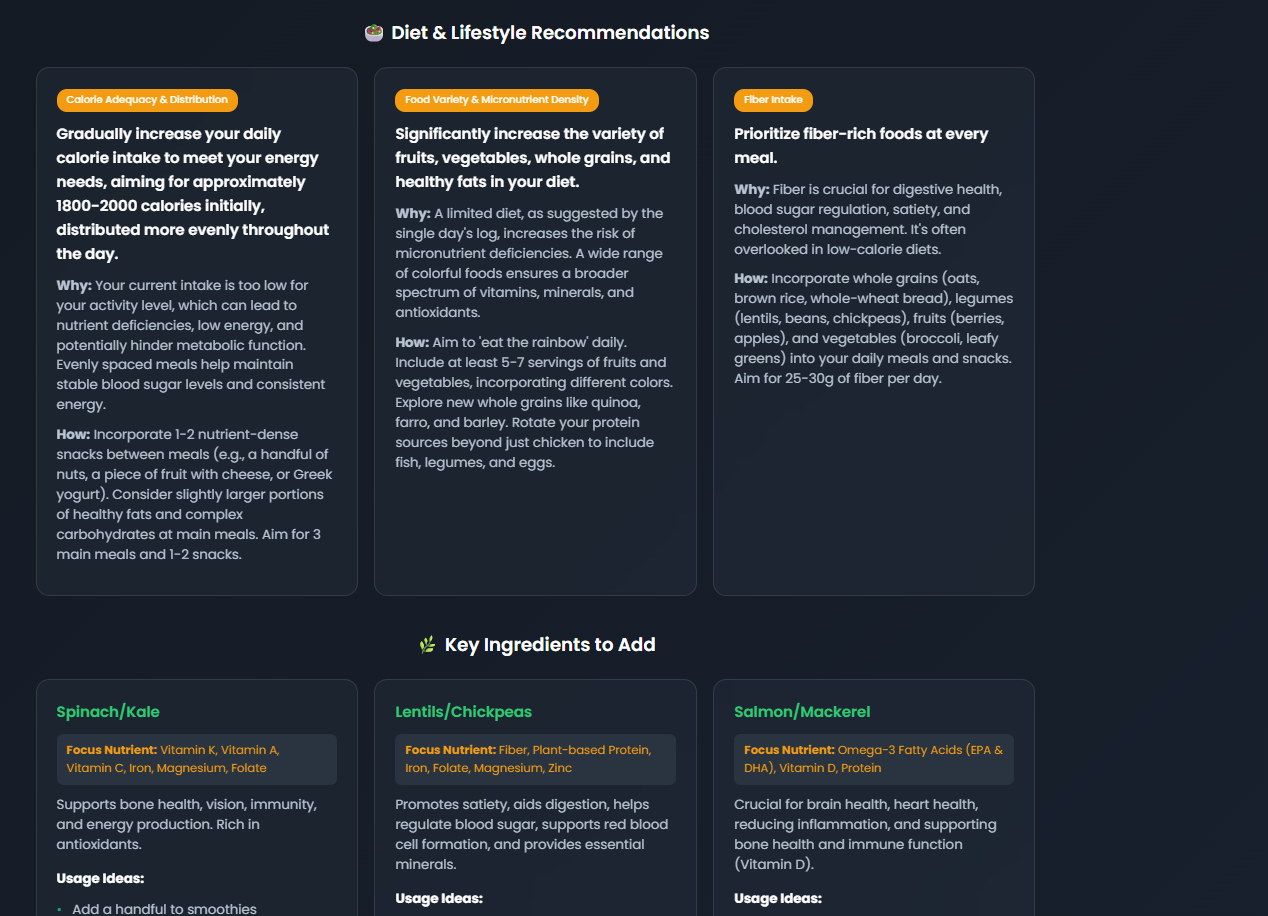 Diet & Lifestyle Recommendations
Calorie Adequacy & Distribution
Gradually increase your daily
calorie intake to meet your energy
needs, aiming for approximately
1800-2000 calories initially,
distributed more evenly throughout
the day.
Why: Your current intake is too low for
your activity level, which can lead to
nutrient deficiencies, low energy, and
potentially hinder metabolic function.
Evenly spaced meals help maintain
stable blood sugar levels and consistent
energy.
How: Incorporate 1-2 nutrient-dense
snacks between meals (e.g., a handful of
nuts, a piece of fruit with cheese, or Greek
yogurt). Consider slightly larger portions
of healthy fats and complex
carbohydrates at main meals. Aim for 3
main meals and 1-2 snacks.
Food Variety & Micronutrient Density
Significantly increase the variety of
fruits, vegetables, whole grains, and
healthy fats in your diet.
Why: A limited diet, as suggested by the
single day's log, increases the risk of
micronutrient deficiencies. A wide range
of colorful foods ensures a broader
spectrum of vitamins, minerals, and
antioxidants.
How: Aim to 'eat the rainbow' daily.
Include at least 5-7 servings of fruits and
vegetables, incorporating different colors.
Explore new whole grains like quinoa,
farro, and barley. Rotate your protein
sources beyond just chicken to include
fish, legumes, and eggs.
Fiber Intake
Prioritize fiber-rich foods at every
meal.
Why: Fiber is crucial for digestive health,
blood sugar regulation, satiety, and
cholesterol management. It's often
overlooked in low-calorie diets.
How: Incorporate whole grains (oats,
brown rice, whole-wheat bread), legumes
(lentils, beans, chickpeas), fruits (berries,
apples), and vegetables (broccoli, leafy
greens) into your daily meals and snacks.
Aim for 25-30g of fiber per day.
Key Ingredients to Add
Spinach/Kale
Focus Nutrient: Vitamin K, Vitamin A,
Vitamin C, Iron, Magnesium, Folate
Supports bone health, vision, immunity,
and energy production. Rich in
antioxidants.
Usage Ideas:
• Add a handful to smoothies
Lentils/Chickpeas
Focus Nutrient: Fiber, Plant-based Protein,
Iron, Folate, Magnesium, Zinc
Promotes satiety, aids digestion, helps
regulate blood sugar, supports red blood
cell formation, and provides essential
minerals.
Usage Ideas:
Salmon/Mackerel
Focus Nutrient: Omega-3 Fatty Acids (EPA &
DHA), Vitamin D, Protein
Crucial for brain health, heart health,
reducing inflammation, and supporting
bone health and immune function
(Vitamin D).
Usage Ideas: